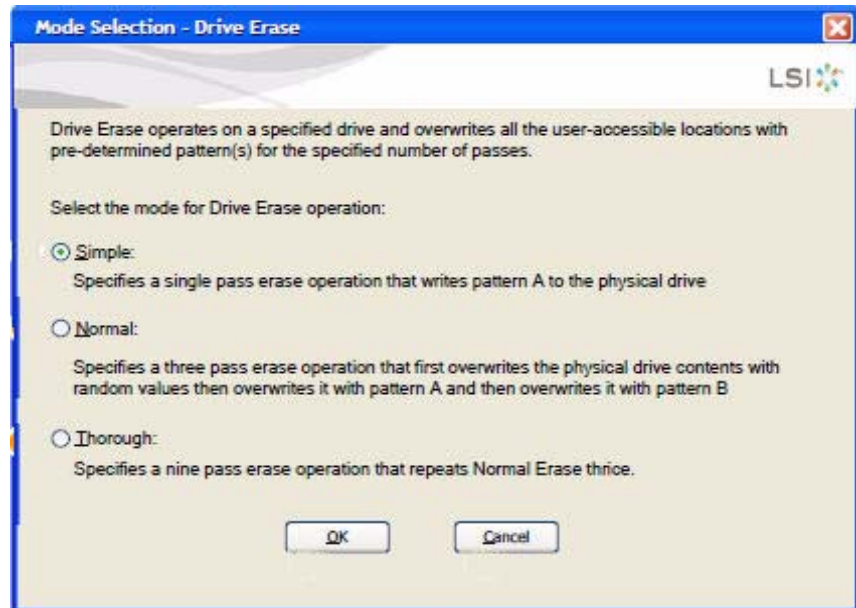 Mode Selection - Drive Erase
LSI
Drive Erase operates on a specified drive and overwrites all the user-accessible locations with
pre-determined pattern(s) for the specified number of passes.
Select the mode for Drive Erase operation:
Simple:
Specifies a single pass erase operation that writes pattern A to the physical drive
Normal:
Specifies a three pass erase operation that first overwrites the physical drive contents with
random values then overwrites it with pattern A and then overwrites it with pattern B
Thorough:
Specifies a nine pass erase operation that repeats Normal Erase thrice.
OK Cancel